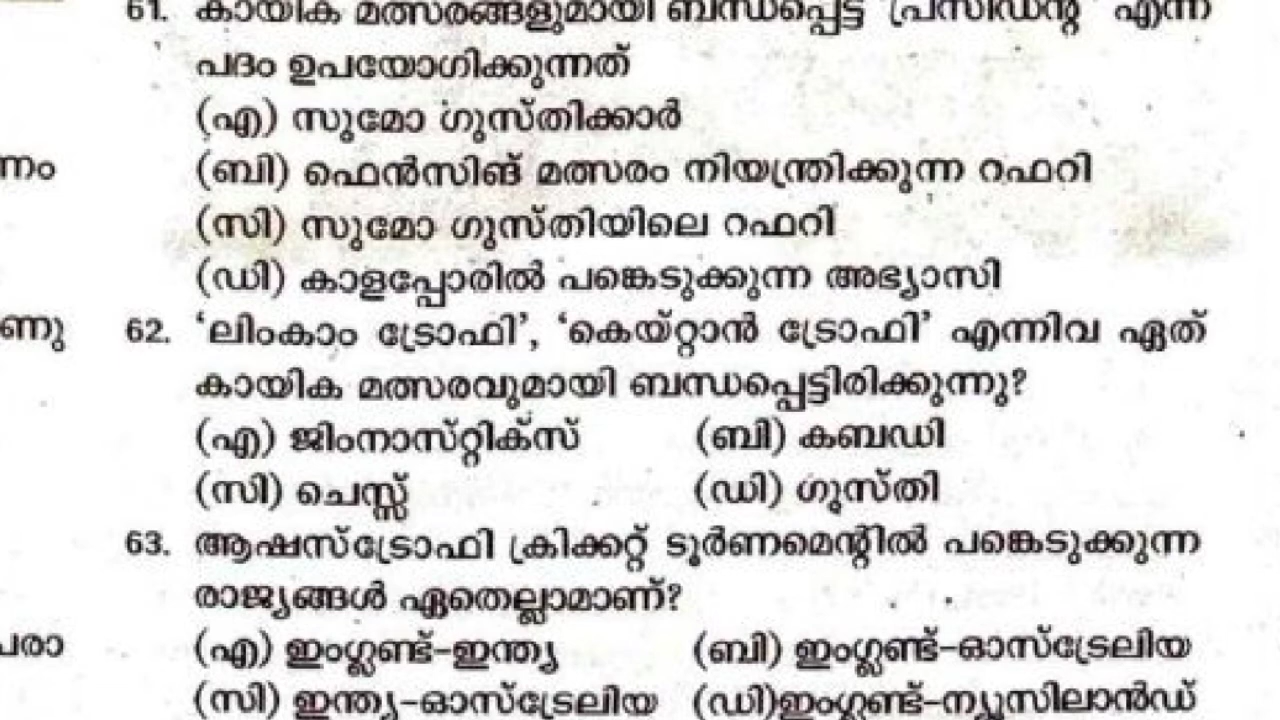 61. കായിക മത്സരങ്ങളുമായി ബന്ധപ്പെട്ട 'പ്രസിഡന്റ്' എന്ന
പദം ഉപയോഗിക്കുന്നത്
(എ) സുമോ ഗുസ്തിക്കാർ
ണം
(ബി) ഫെൻസിങ് മത്സരം നിയന്ത്രിക്കുന്ന റഫറി
(സി) സുമോ ഗുസ്തിയിലെ റഫറി
(ഡി) കാളപ്പോരിൽ പങ്കെടുക്കുന്ന അഭ്യാസി
ണു
62. 'ലിംകാം ട്രോഫി', 'കെയ്റ്റാൻ ട്രോഫി' എന്നിവ ഏത്
കായിക മത്സരവുമായി ബന്ധപ്പെട്ടിരിക്കുന്നു?
(എ) ജിംനാസ്റ്റിക്സ് (ബി) കബഡി
(സി) ചെസ്സ് (ഡി) ഗുസ്തി
63. ആഷസ്ട്രോഫി ക്രിക്കറ്റ് ടൂർണമെന്റിൽ പങ്കെടുക്കുന്ന
രാജ്യങ്ങൾ ഏതെല്ലാമാണ്?
പരാ
(എ) ഇംഗ്ലണ്ട്-ഇന്ത്യ (ബി) ഇംഗ്ലണ്ട്-ഓസ്ട്രേലിയ
(സി) ഇന്ത്യ-ഓസ്ട്രേലിയ (ഡി)ഇംഗ്ലണ്ട്-ന്യൂസിലാൻഡ്